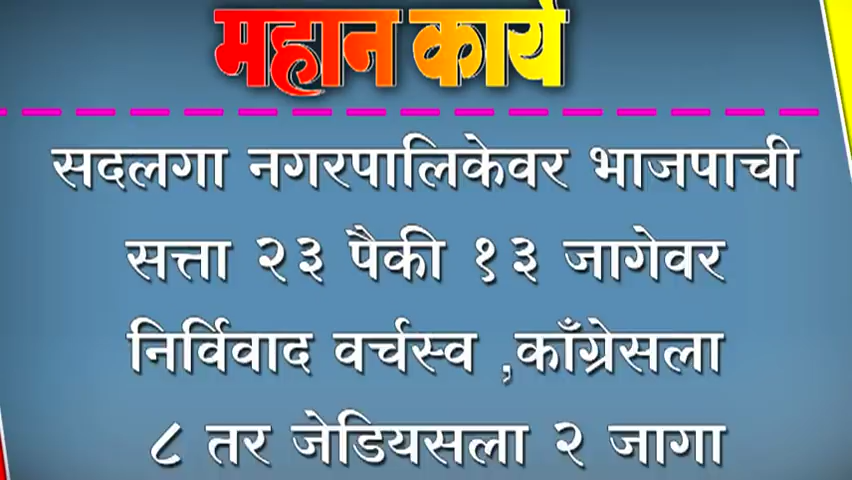 महान कार्य
सदलगा नगरपालिकेवर भाजपाची
सत्ता २३ पैकी १३ जागेवर
निर्विवाद वर्चस्व ,काँग्रेसला
८ तर जेडियसला २ जागा